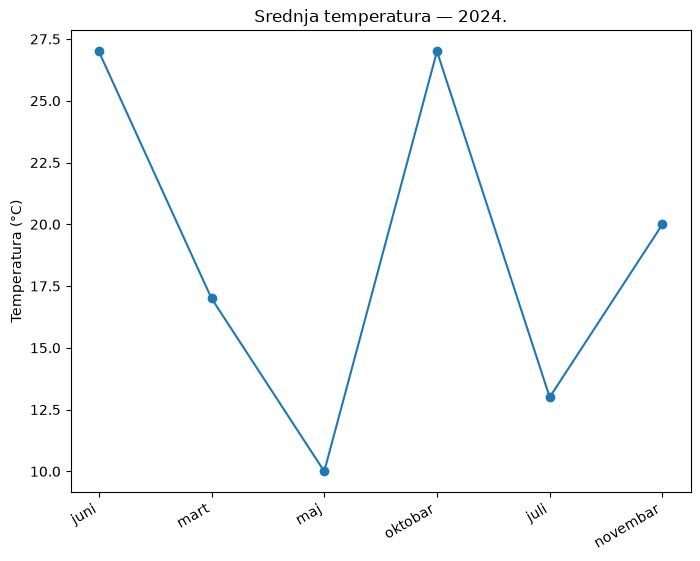 Srednja temperatura — 2024.
Temperatura (°C)
27.5
25.0
22.5
20.0
17.5
15.0
12.5
10.0
juni
mart
maj
oktobar
juli
novembar